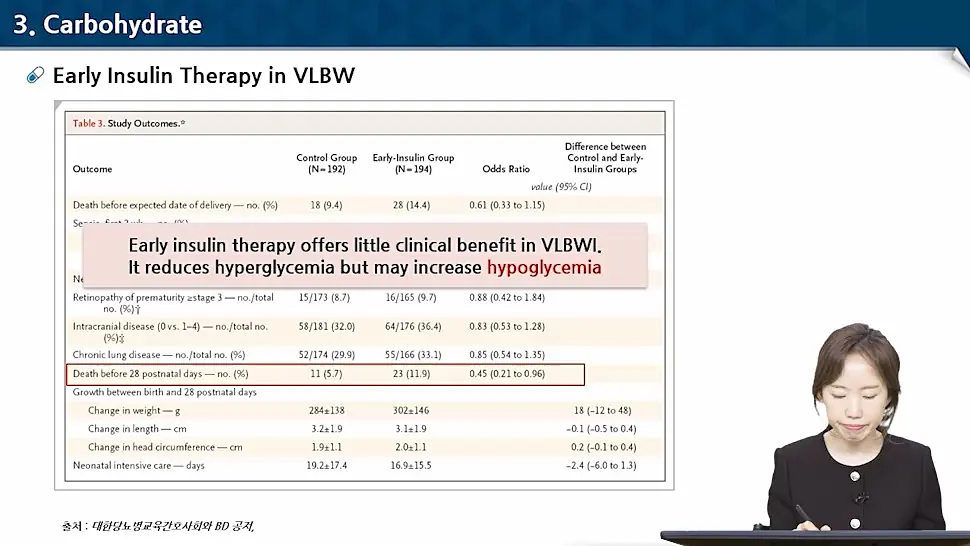 3. Carbohydrate
Early Insulin Therapy in VLBW
Table 3. Study Outcomes.*
Outcome
Control Group
(N=192)
Early-Insulin Group
(N=194)
Odds Ratio
Difference between
Control and Early-
Insulin Groups
value (95% CI)
Death before expected date of delivery — no. (%) 18 (9.4) 28 (14.4) 0.61 (0.33 to 1.15)
Early insulin therapy offers little clinical benefit in VLBWI.
It reduces hyperglycemia but may increase hypoglycemia
Retinopathy of prematurity ≥stage 3 — no./total 15/173 (8.7) 16/165 (9.7) 0.88 (0.42 to 1.84)
no. (%)†
Intracranial disease (0 vs. 1–4) — no./total no. 58/181 (32.0) 64/176 (36.4) 0.83 (0.53 to 1.28)
(%)‡
Chronic lung disease — no./total no. (%) 52/174 (29.9) 55/166 (33.1) 0.85 (0.54 to 1.35)
Death before 28 postnatal days — no. (%) 11 (5.7) 23 (11.9) 0.45 (0.21 to 0.96)
Growth between birth and 28 postnatal days
Change in weight — g 284±138 302±146 18 (−12 to 48)
Change in length — cm 3.2±1.9 3.1±1.9 −0.1 (−0.5 to 0.4)
Change in head circumference — cm 1.9±1.1 2.0±1.1 0.2 (−0.1 to 0.4)
Neonatal intensive care — days 19.2±17.4 16.9±15.5 −2.4 (−6.0 to 1.3)
출처 : 대한당뇨병교육간호사회와 BD 공저,